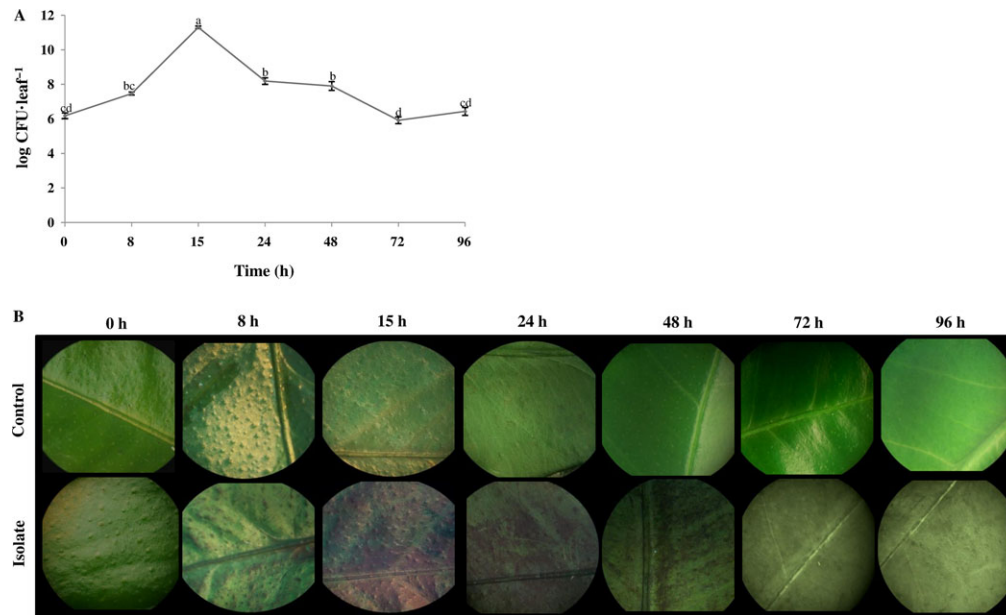 A
log CFU·leaf⁻¹
12
10
8
6
4
2
0
cd
bc
a
b
b
d
cd
0 8 15 24 48 72 96
Time (h)
B
0 h 8 h 15 h 24 h 48 h 72 h 96 h
Control
Isolate